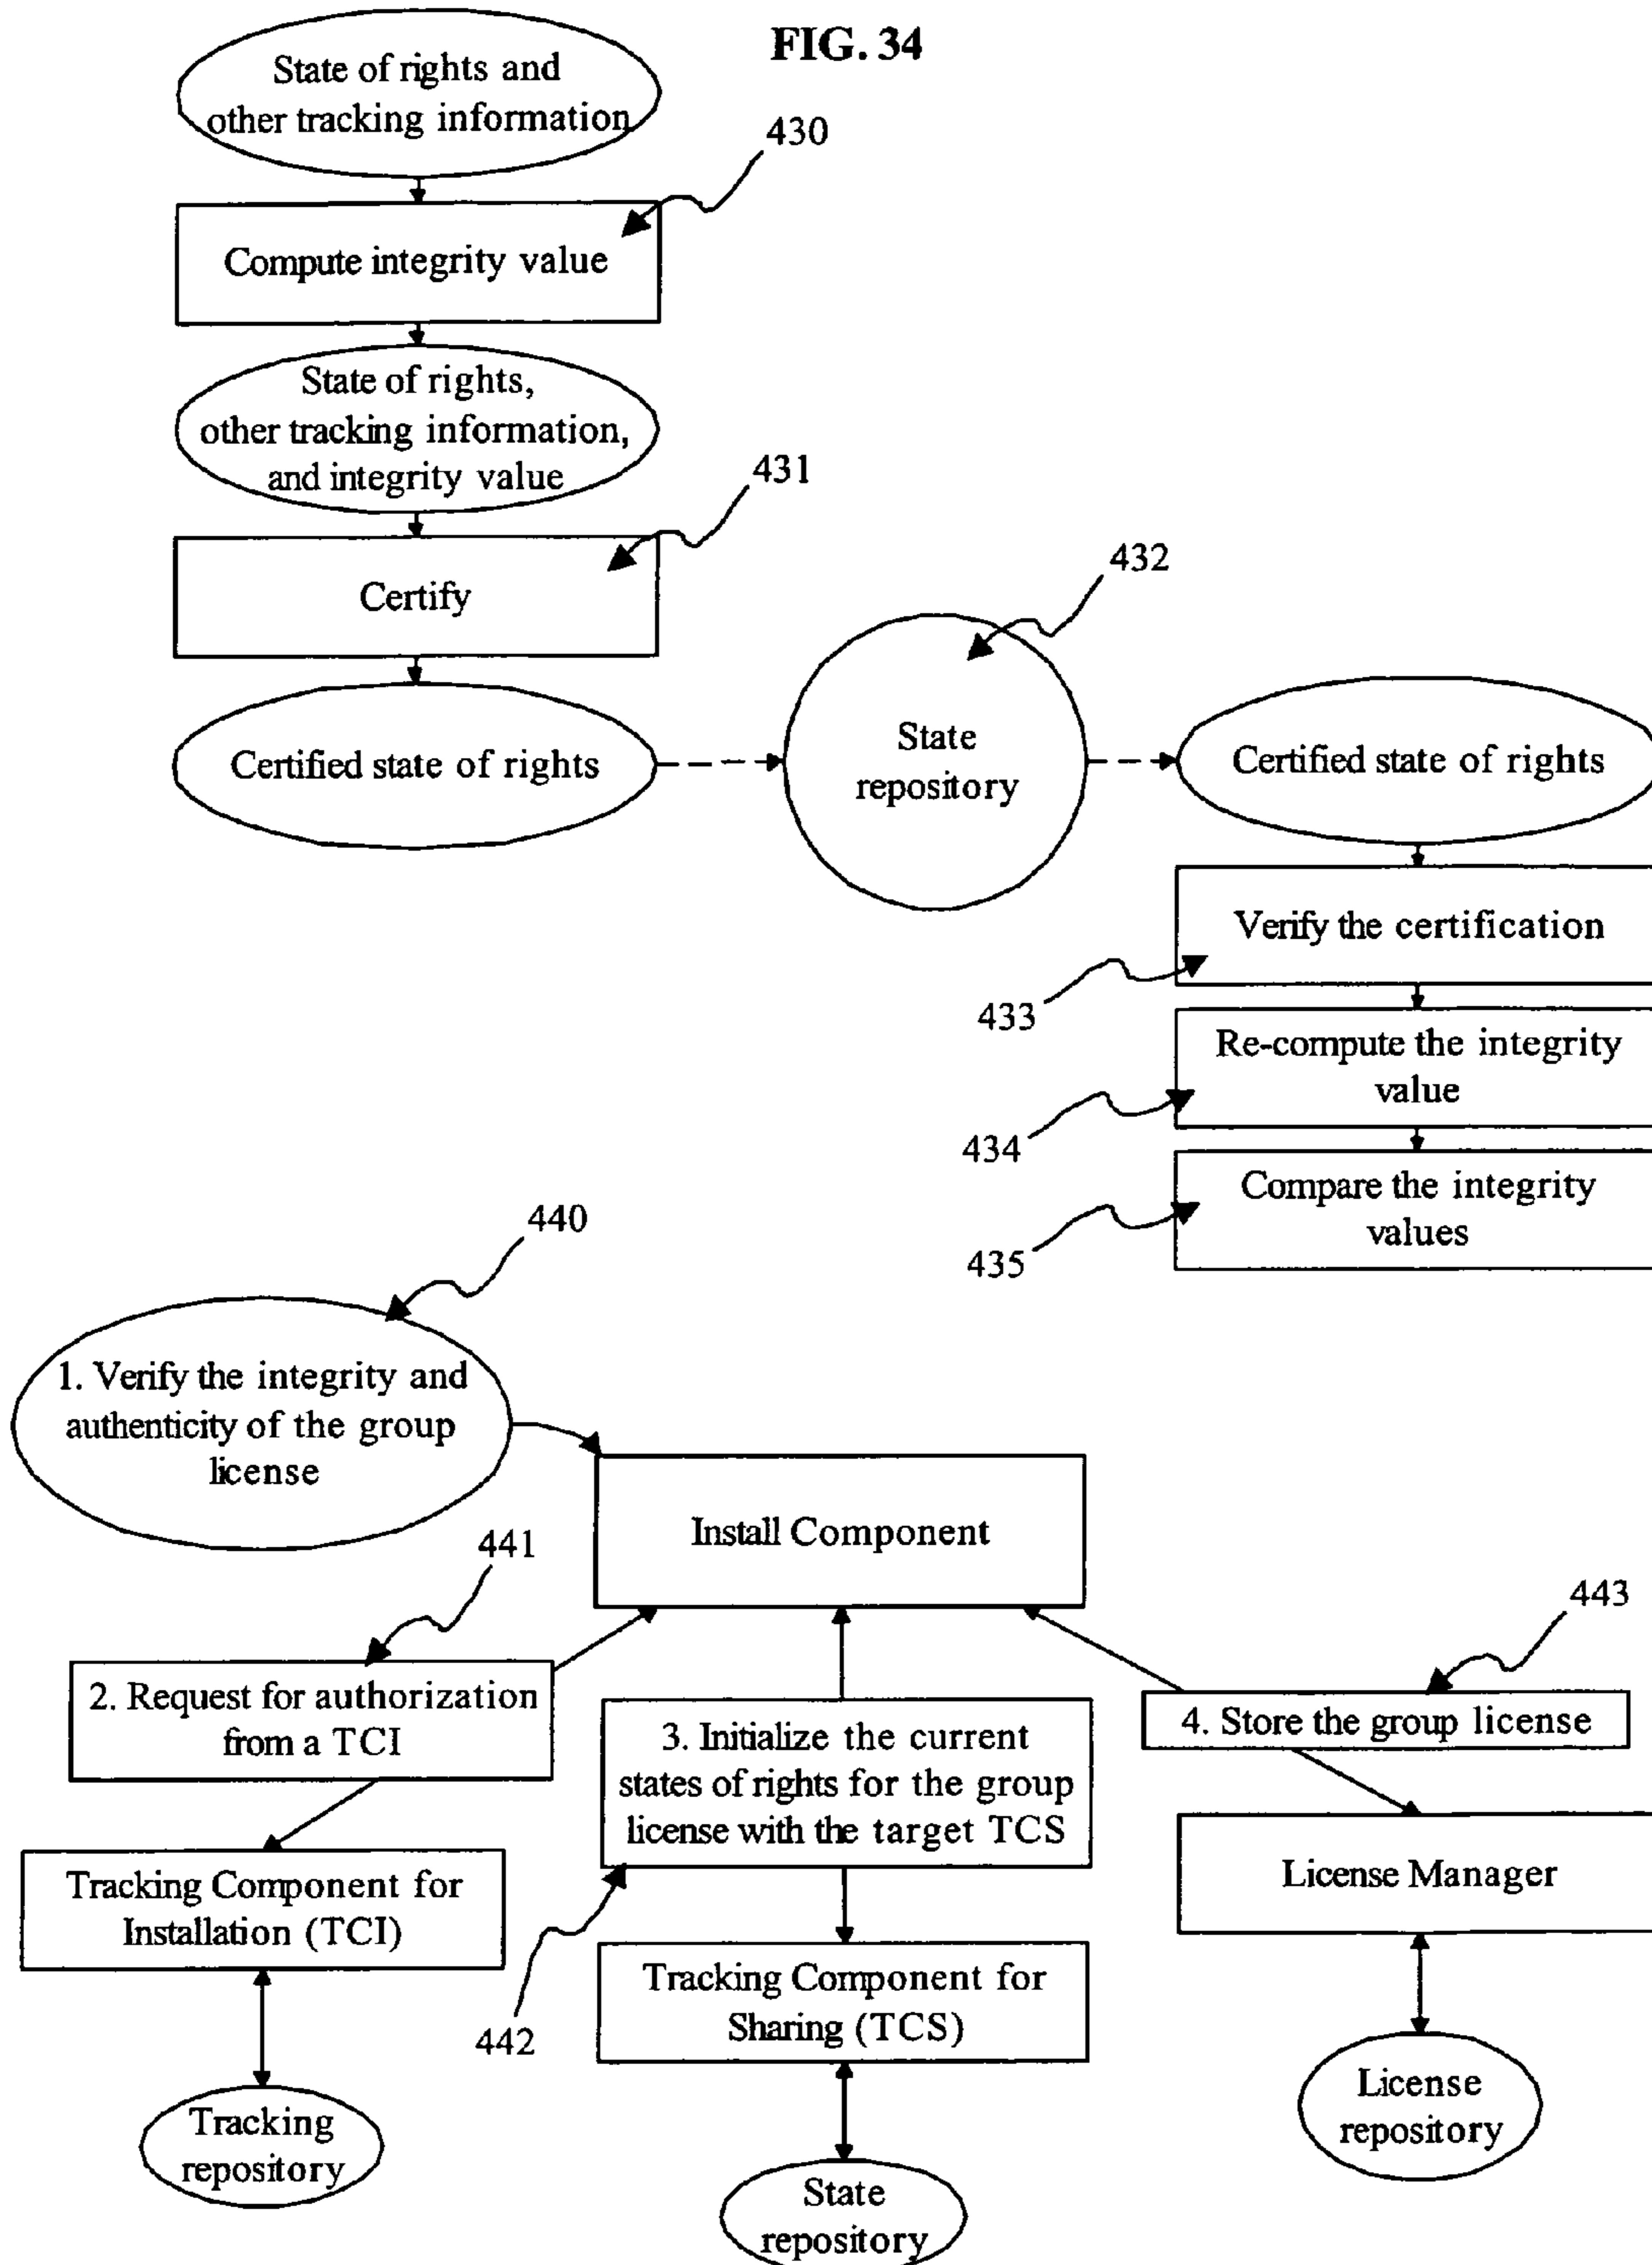 FIG. 34
State of rights and
other tracking information
430
Compute integrity value
State of rights,
other tracking information,
and integrity value
431
Certify
432
Certified state of rights
State
repository
Certified state of rights
Verify the certification
433
Re-compute the integrity
value
434
Compare the integrity
values
435
440
1. Verify the integrity and
authenticity of the group
license
Install Component
441
2. Request for authorization
from a TCI
3. Initialize the current
states of rights for the group
license with the target TCS
442
443
4. Store the group license
Tracking Component for
Installation (TCI)
Tracking Component for
Sharing (TCS)
License Manager
Tracking
repository
State
repository
License
repository